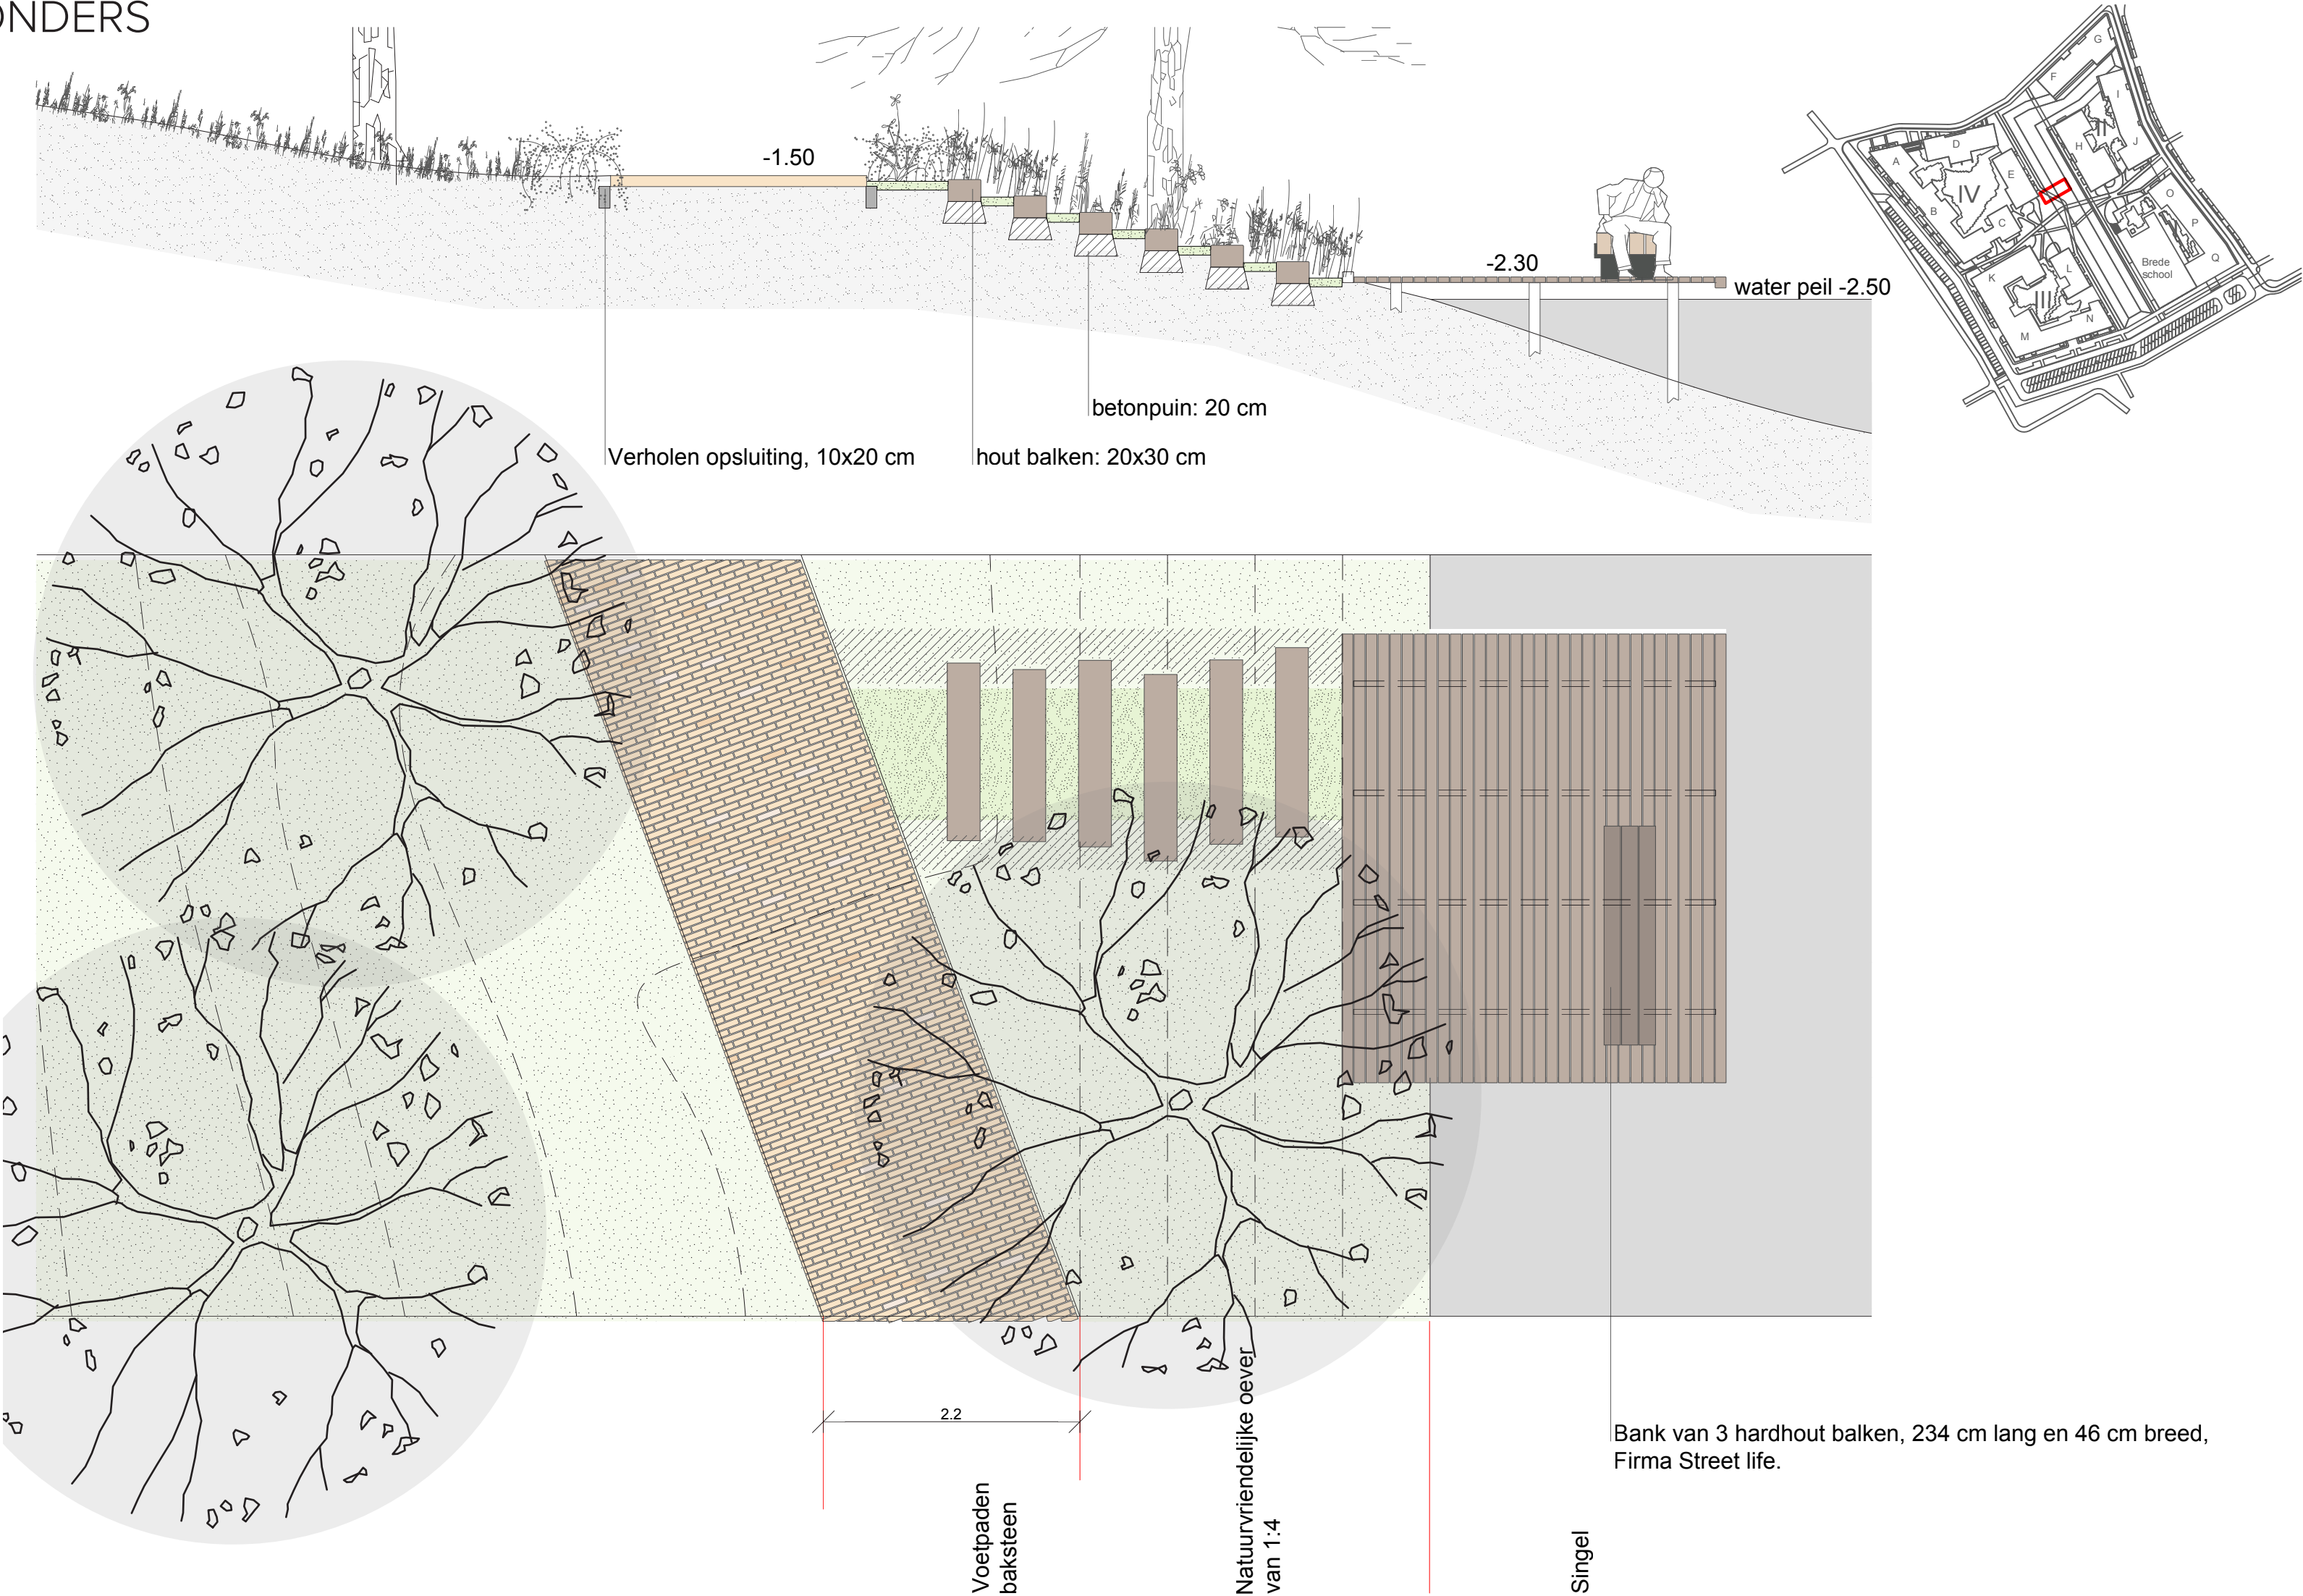 ONDERS
-1.50
-2.30
water peil -2.50
betonpuin: 20 cm
Verholen opsluiting, 10x20 cm
hout balken: 20x30 cm
G
F
I
II
J
H
D
A
E
IV
B
C
O
P
Q
Brede
school
K
L
III
N
M
2.2
Voetpaden
baksteen
Natuurvriendelijke oever
van 1:4
Singel
Bank van 3 hardhout balken, 234 cm lang en 46 cm breed,
Firma Street life.